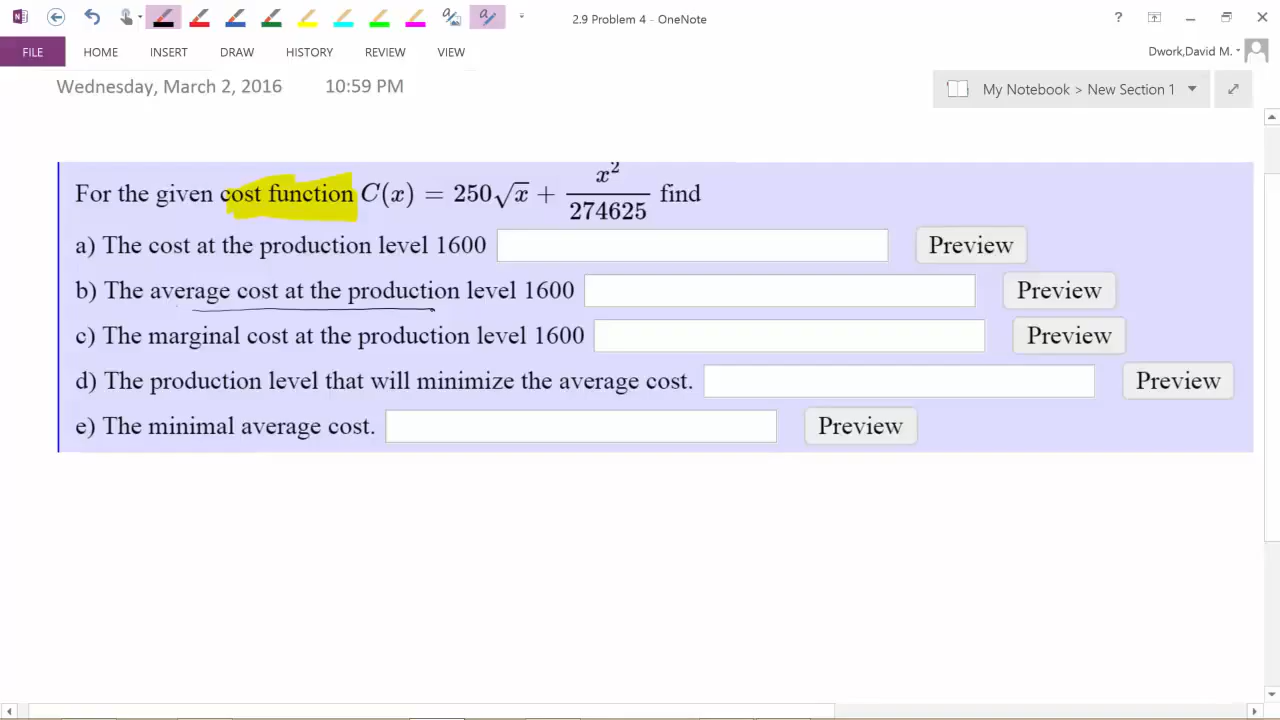 2.9 Problem 4 - OneNote
?
FILE HOME INSERT DRAW HISTORY REVIEW VIEW
Dwork,David M.
Wednesday, March 2, 2016 10:59 PM
My Notebook > New Section 1
For the given cost function C(x) = 250√x + x²/274625 find
a) The cost at the production level 1600 Preview
b) The average cost at the production level 1600 Preview
c) The marginal cost at the production level 1600 Preview
d) The production level that will minimize the average cost. Preview
e) The minimal average cost. Preview